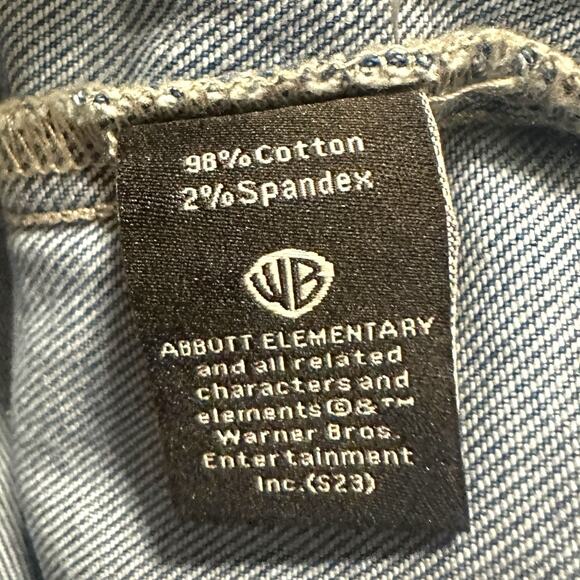 98% Cotton
2% Spandex
WB
ABBOTT ELEMENTARY
and all related
characters and
elements © & ™
Warner Bros.
Entertainment
Inc. (S23)